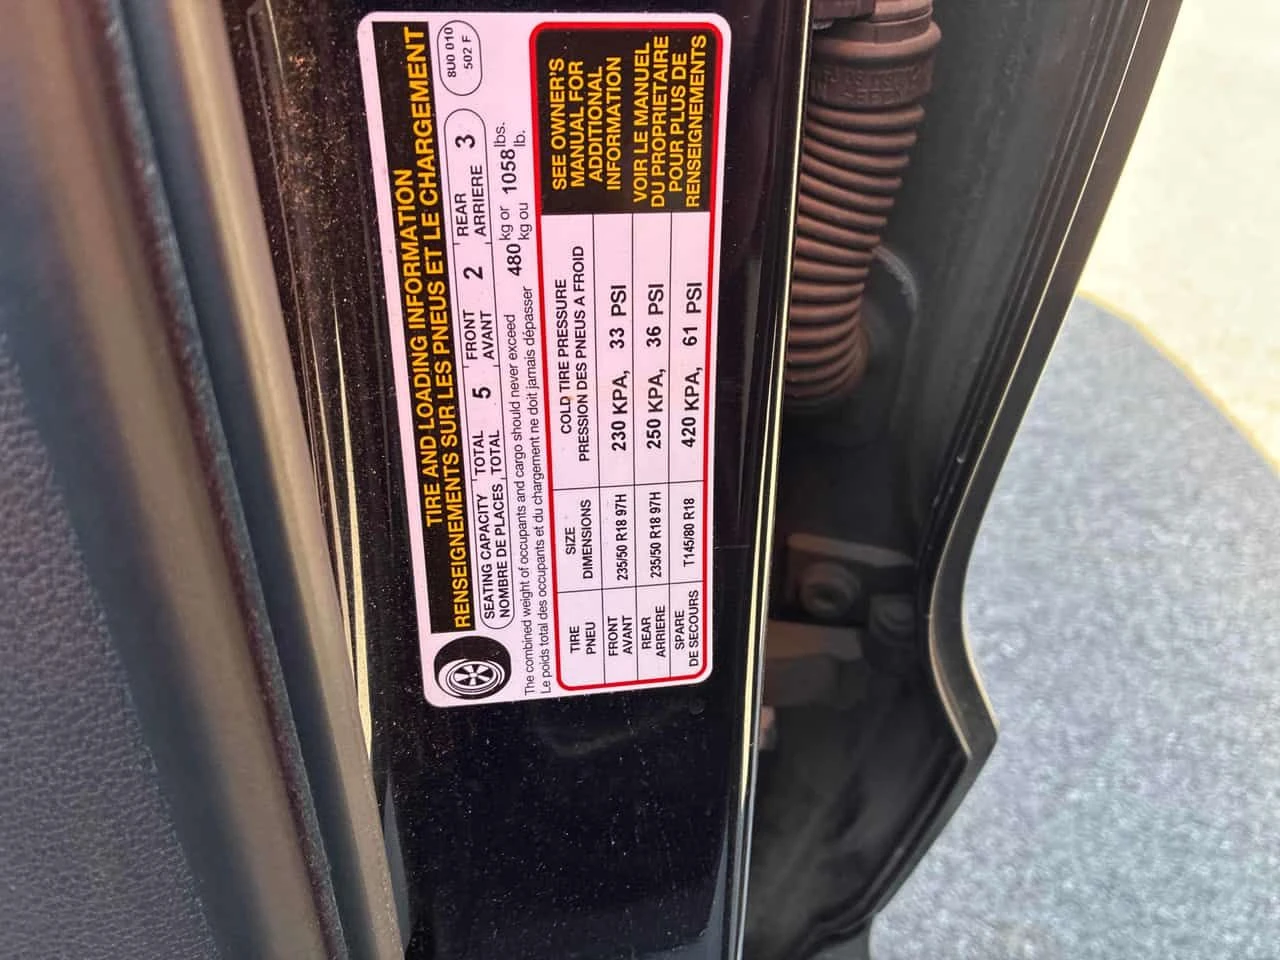 TIRE AND LOADING INFORMATION
RENSEIGNEMENTS SUR LES PNEUS ET LE CHARGEMENT
8U0 010
502 F
SEATING CAPACITY TOTAL 5 FRONT 2 REAR 3
NOMBRE DE PLACES TOTAL AVANT ARRIERE
The combined weight of occupants and cargo should never exceed 480 kg or 1058 lbs.
Le poids total des occupants et du chargement ne doit jamais dépasser kg ou lb.
TIRE SIZE COLD TIRE PRESSURE
PNEU DIMENSIONS PRESSION DES PNEUS A FROID
FRONT
AVANT 235/50 R18 97H 230 KPA, 33 PSI
REAR
ARRIERE 235/50 R18 97H 250 KPA, 36 PSI
SPARE
DE SECOURS T145/80 R18 420 KPA, 61 PSI
SEE OWNER'S
MANUAL FOR
ADDITIONAL
INFORMATION
VOIR LE MANUEL
DU PROPRIETAIRE
POUR PLUS DE
RENSEIGNEMENTS